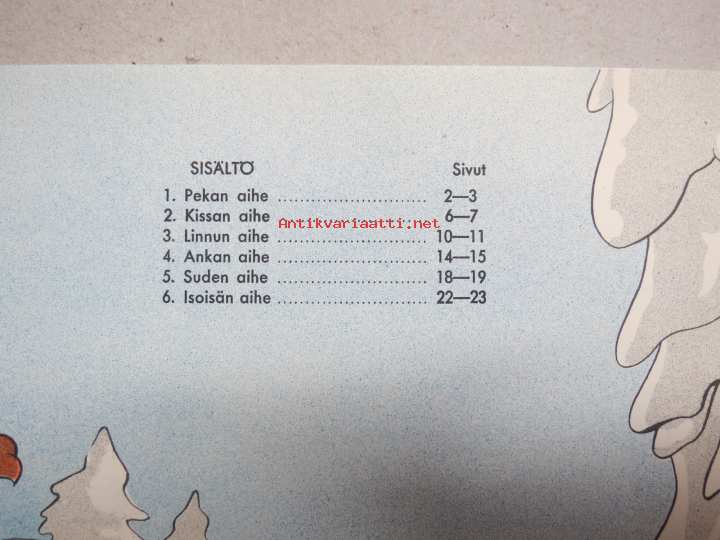 SISÄLTÖ Sivut
1. Pekan aihe ........................... 2—3
2. Kissan aihe ........................... 6—7
Antikvariaatti.net
3. Linnun aihe ........................... 10—11
4. Ankan aihe ........................... 14—15
5. Suden aihe ........................... 18—19
6. Isoisän aihe ........................... 22—23